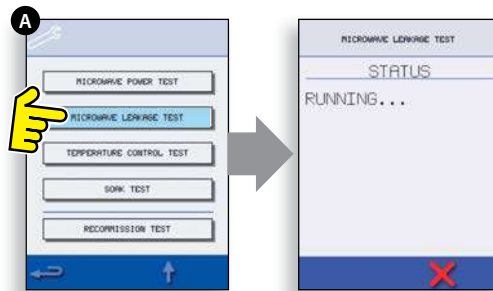 A
MICROWAVE POWER TEST
MICROWAVE LEAKAGE TEST
TEMPERATURE CONTROL TEST
SOAK TEST
RECOMMISSION TEST
MICROWAVE LEAKAGE TEST
STATUS
RUNNING...